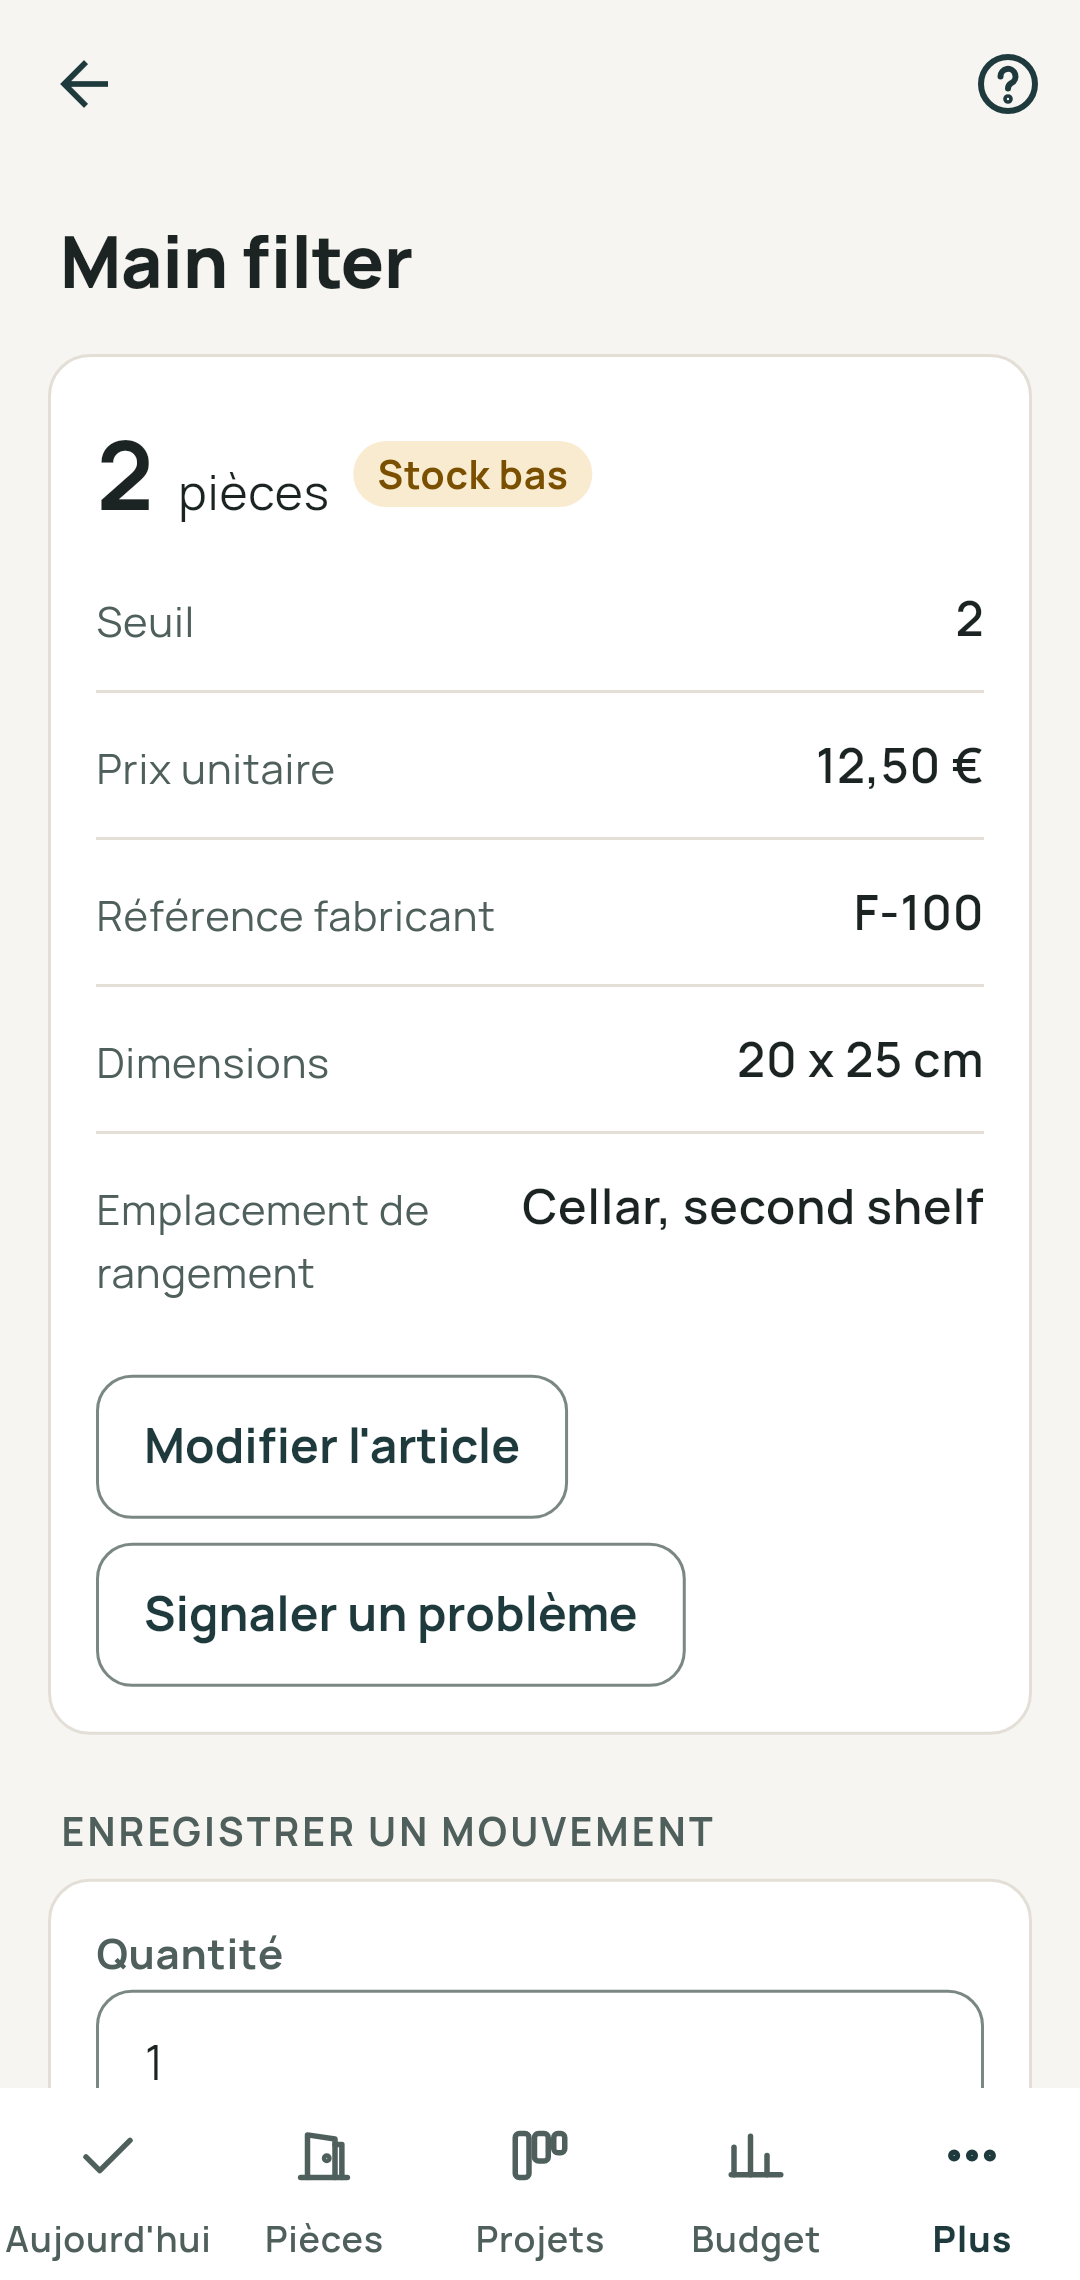 Main filter
2 pièces Stock bas
Seuil 2
Prix unitaire 12,50 €
Référence fabricant F-100
Dimensions 20 x 25 cm
Emplacement de Cellar, second shelf
rangement
Modifier l'article
Signaler un problème
ENREGISTRER UN MOUVEMENT
Quantité
1
Aujourd'hui Pièces Projets Budget Plus